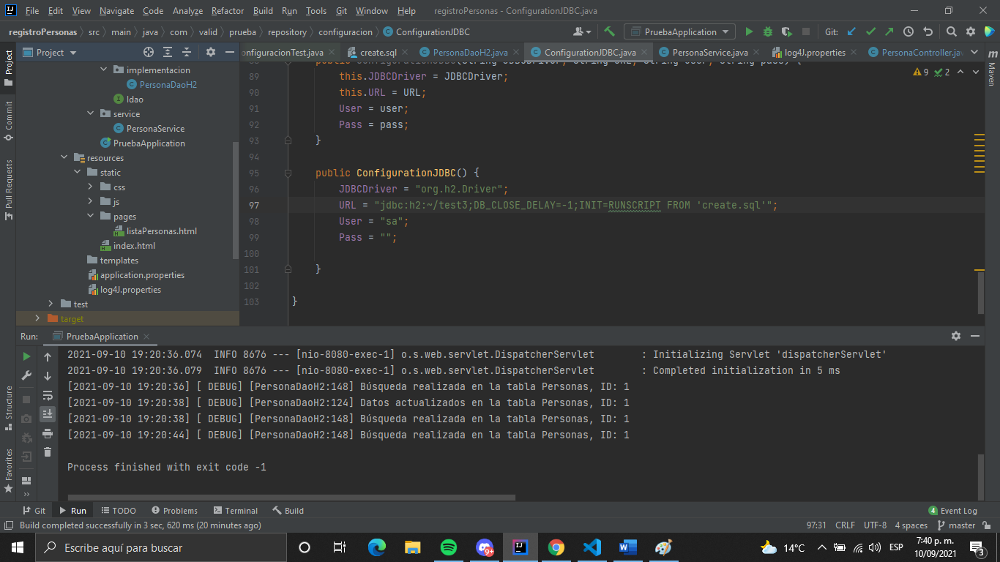 File Edit View Navigate Code Analyze Refactor Build Run Tools Git Window Help registroPersonas - ConfigurationJDBC.java
registroPersonas src main java com valid prueba repository configuracion ConfigurationJDBC PruebaApplication Git:
Project
onfiguracionTest.java create.sql PersonaDaoH2.java ConfigurationJDBC.java PersonaService.java log4J.properties PersonaController.jav
Project
Commit
Pull Requests
Structure
Favorites
Maven
implementacion
PersonaDaoH2
Idao
service
PersonaService
PruebaApplication
resources
static
css
js
pages
listaPersonas.html
index.html
templates
application.properties
log4J.properties
test
target
9 2
89 this.JDBCDriver = JDBCDriver;
90 this.URL = URL;
91 User = user;
92 Pass = pass;
93 }
94
95 public ConfigurationJDBC() {
96 JDBCDriver = "org.h2.Driver";
97 URL = "jdbc:h2:~/test3;DB_CLOSE_DELAY=-1;INIT=RUNSCRIPT FROM 'create.sql'";
98 User = "sa";
99 Pass = "";
100
101 }
102
103 }
Run: PruebaApplication
2021-09-10 19:20:36.074 INFO 8676 --- [nio-8080-exec-1] o.s.web.servlet.DispatcherServlet : Initializing Servlet 'dispatcherServlet'
2021-09-10 19:20:36.079 INFO 8676 --- [nio-8080-exec-1] o.s.web.servlet.DispatcherServlet : Completed initialization in 5 ms
[2021-09-10 19:20:36] [ DEBUG] [PersonaDaoH2:148] Búsqueda realizada en la tabla Personas, ID: 1
[2021-09-10 19:20:38] [ DEBUG] [PersonaDaoH2:124] Datos actualizados en la tabla Personas, ID: 1
[2021-09-10 19:20:38] [ DEBUG] [PersonaDaoH2:148] Búsqueda realizada en la tabla Personas, ID: 1
[2021-09-10 19:20:44] [ DEBUG] [PersonaDaoH2:148] Búsqueda realizada en la tabla Personas, ID: 1
Process finished with exit code -1
Git Run TODO Problems Terminal Build 4 Event Log
Build completed successfully in 3 sec, 620 ms (20 minutes ago) 97:31 CRLF UTF-8 4 spaces master
Escribe aquí para buscar 9+ 14°C ESP 7:40 p. m.
10/09/2021 3